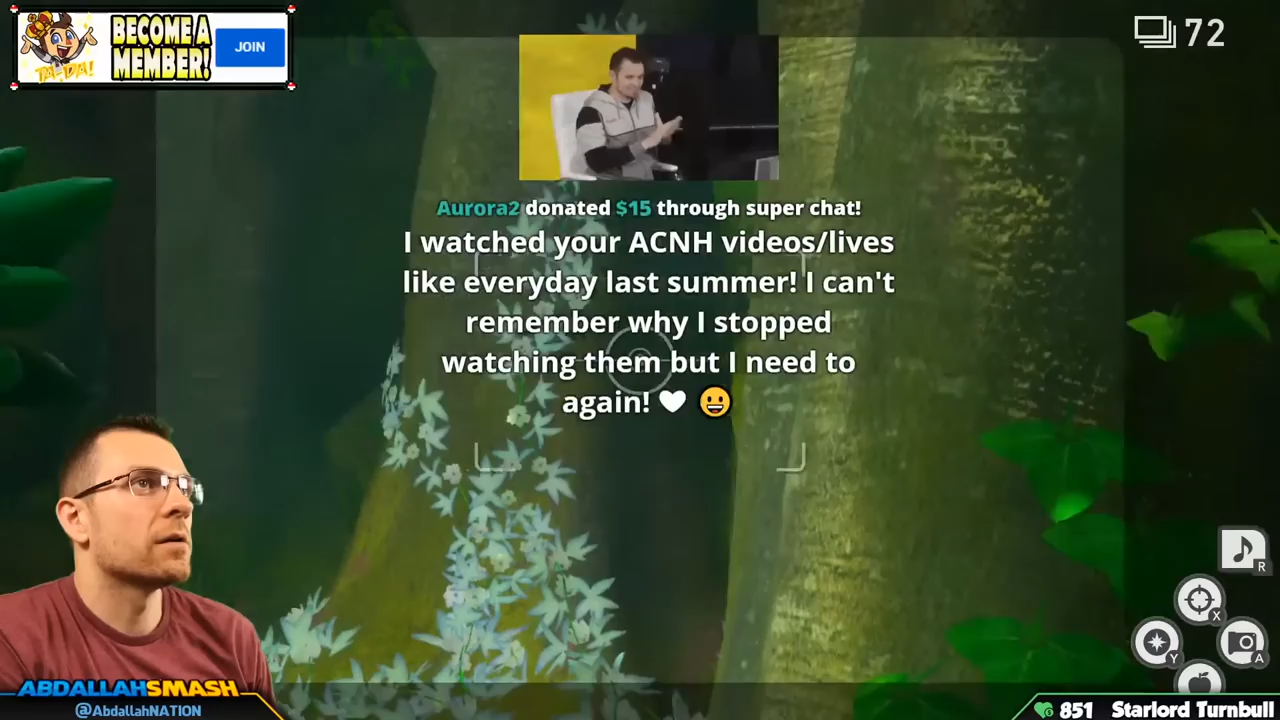 BECOME A
MEMBER!
JOIN
TA-DA!
72
Aurora2 donated $15 through super chat!
I watched your ACNH videos/lives
like everyday last summer! I can't
remember why I stopped
watching them but I need to
again! 🤍 😀
R
X
Y
A
ABDALLAHSMASH
@AbdallahNATION
851 Starlord Turnbull